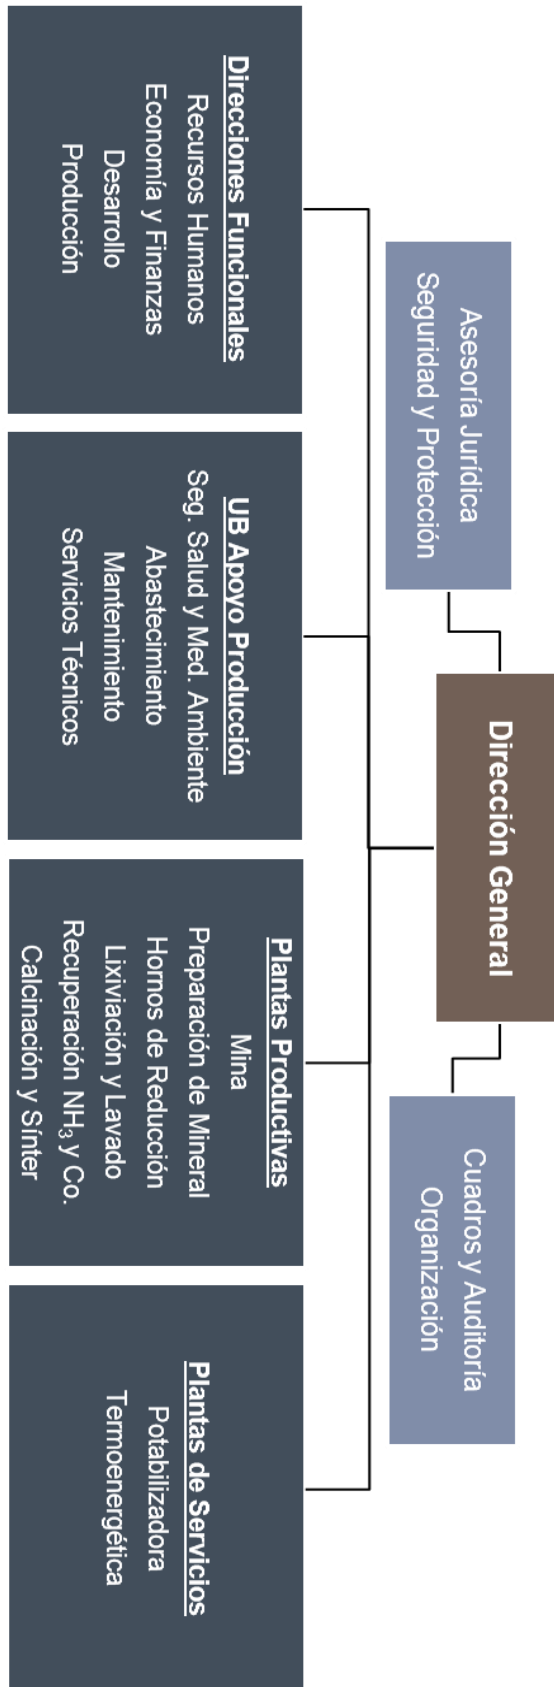 Dirección General
Asesoría Jurídica
Seguridad y Protección
Cuadros y Auditoría
Organización
Direcciones Funcionales
Recursos Humanos
Economía y Finanzas
Desarrollo
Producción
UB Apoyo Producción
Seg. Salud y Med. Ambiente
Abastecimiento
Mantenimiento
Servicios Técnicos
Plantas Productivas
Mina
Preparación de Mineral
Hornos de Reducción
Lixiviación y Lavado
Recuperación NH₃ y Co.
Calcinación y Sínter
Plantas de Servicios
Potabilizadora
Termoenergética